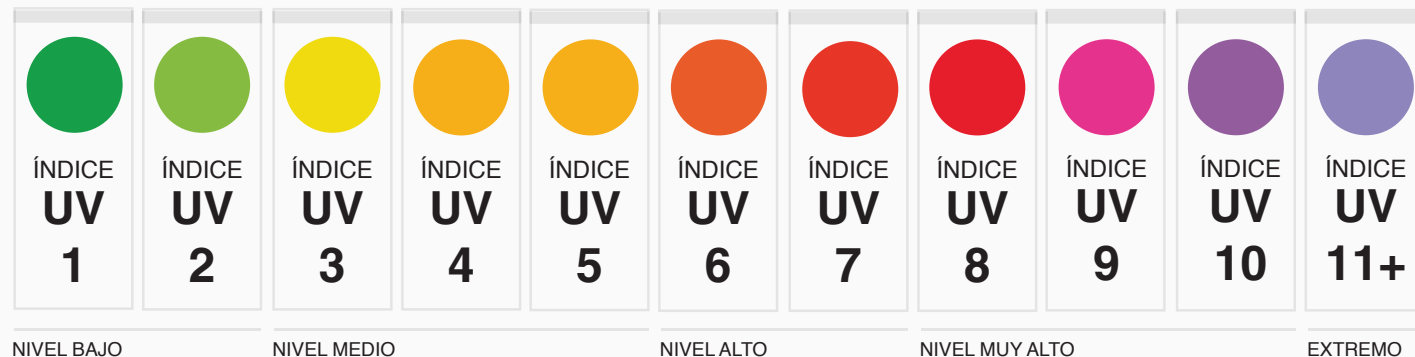 ÍNDICE ÍNDICE ÍNDICE ÍNDICE ÍNDICE ÍNDICE ÍNDICE ÍNDICE ÍNDICE ÍNDICE ÍNDICE
UV UV UV UV UV UV UV UV UV UV UV
1 2 3 4 5 6 7 8 9 10 11+
NIVEL BAJO NIVEL MEDIO NIVEL ALTO NIVEL MUY ALTO EXTREMO